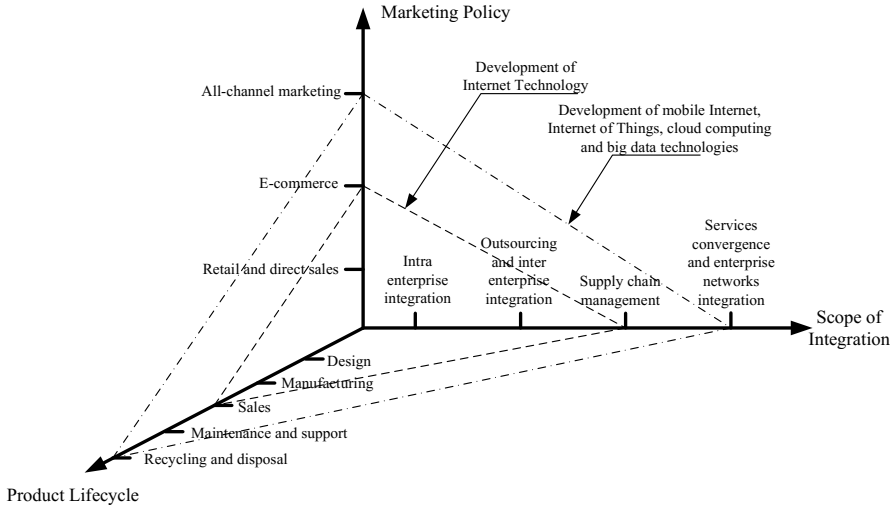 Marketing Policy
Development of
Internet Technology
All-channel marketing
Development of mobile Internet,
Internet of Things, cloud computing
and big data technologies
E-commerce
Retail and direct sales
Intra
enterprise
integration
Outsourcing
and inter
enterprise
integration
Supply chain
management
Services
convergence
and enterprise
networks
integration
Scope of
Integration
Design
Manufacturing
Sales
Maintenance and support
Recycling and disposal
Product Lifecycle